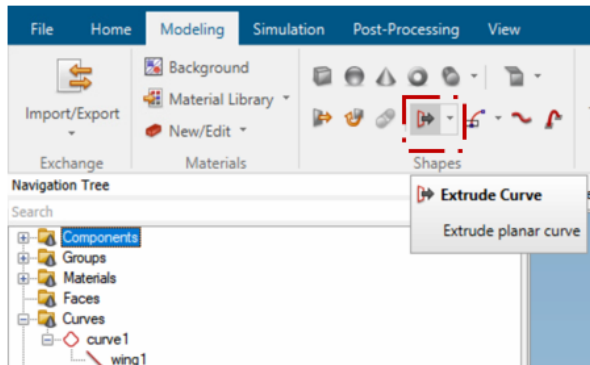 File Home Modeling Simulation Post-Processing View
Background
Material Library
Import/Export
New/Edit
Exchange Materials Shapes
Navigation Tree
Extrude Curve
Search
Extrude planar curve
Components
Groups
Materials
Faces
Curves
curve1
wing1